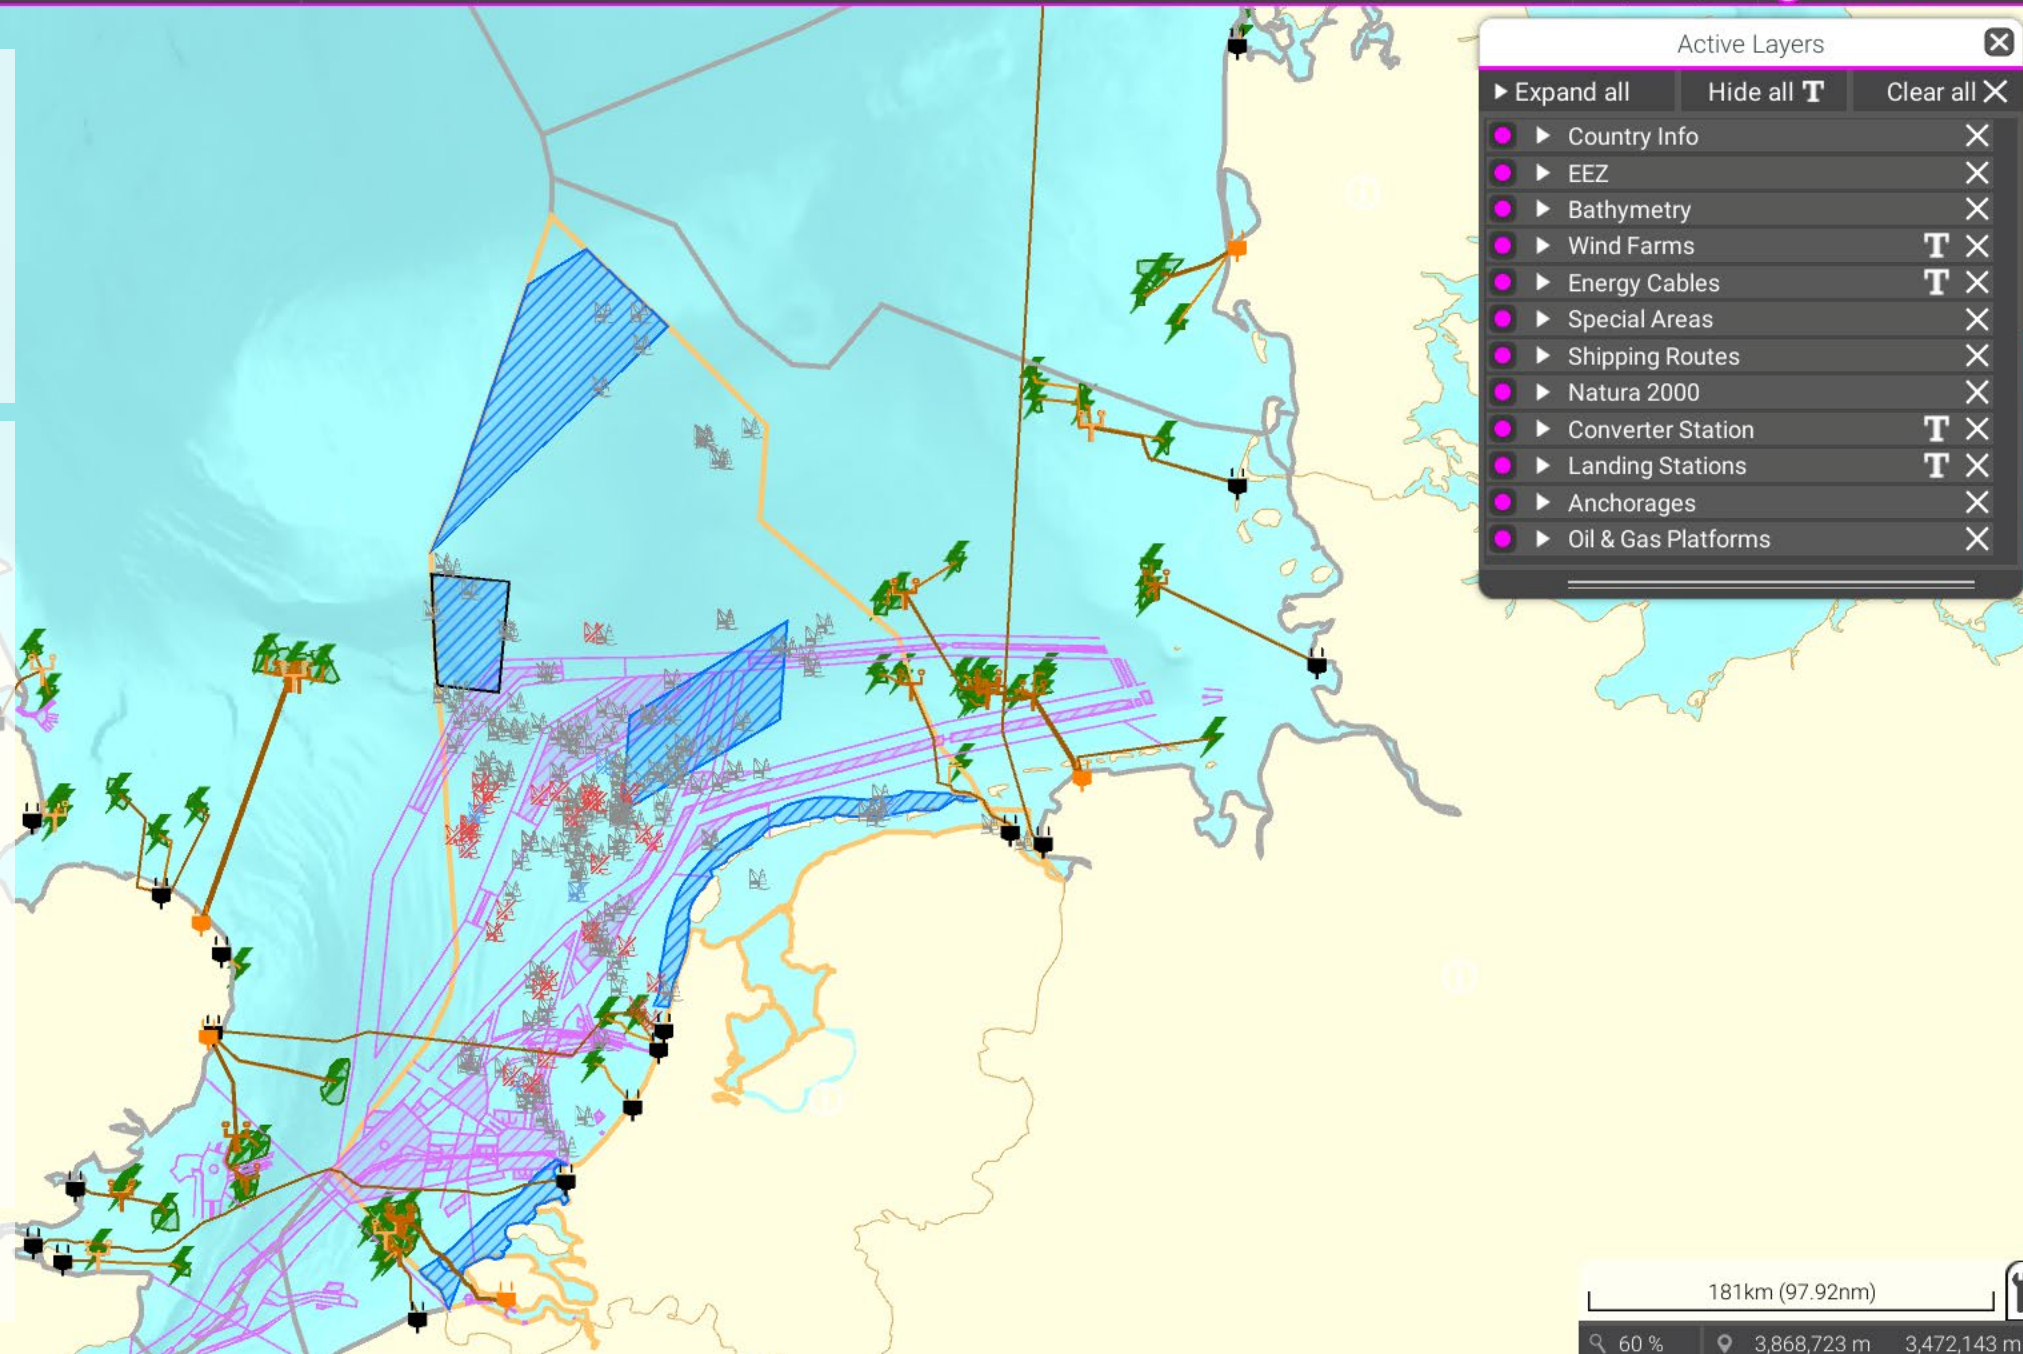 Active Layers
Expand all Hide all T Clear all
Country Info
EEZ
Bathymetry
Wind Farms T
Energy Cables T
Special Areas
Shipping Routes
Natura 2000
Converter Station T
Landing Stations T
Anchorages
Oil & Gas Platforms
181km (97.92nm)
60 % 3,868,723 m 3,472,143 m